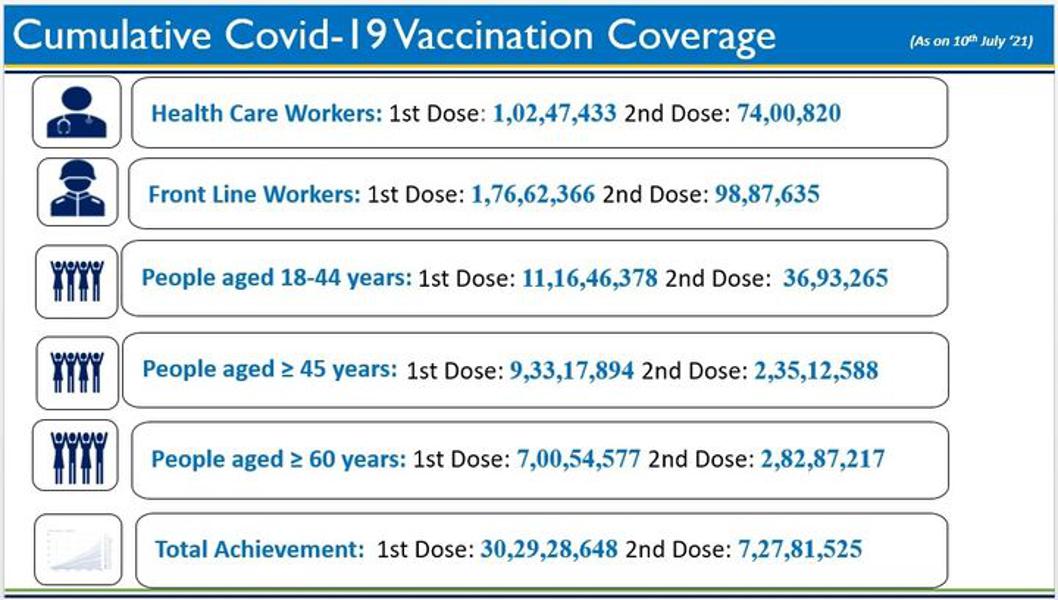 Cumulative Covid-19 Vaccination Coverage (As on 10th July '21)
Health Care Workers: 1st Dose: 1,02,47,433 2nd Dose: 74,00,820
Front Line Workers: 1st Dose: 1,76,62,366 2nd Dose: 98,87,635
People aged 18-44 years: 1st Dose: 11,16,46,378 2nd Dose: 36,93,265
People aged ≥ 45 years: 1st Dose: 9,33,17,894 2nd Dose: 2,35,12,588
People aged ≥ 60 years: 1st Dose: 7,00,54,577 2nd Dose: 2,82,87,217
Total Achievement: 1st Dose: 30,29,28,648 2nd Dose: 7,27,81,525